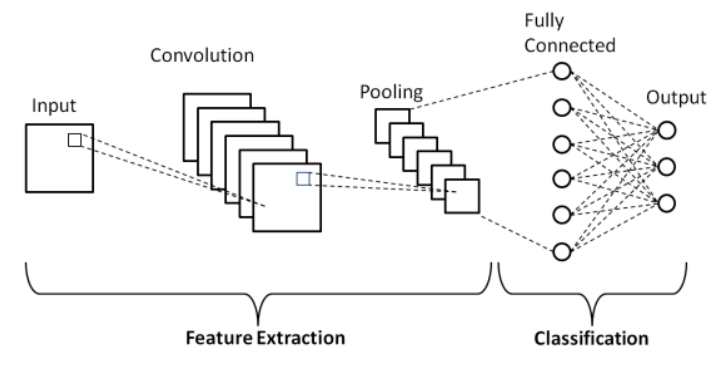 Input
Convolution
Pooling
Fully
Connected
Output
Feature Extraction
Classification